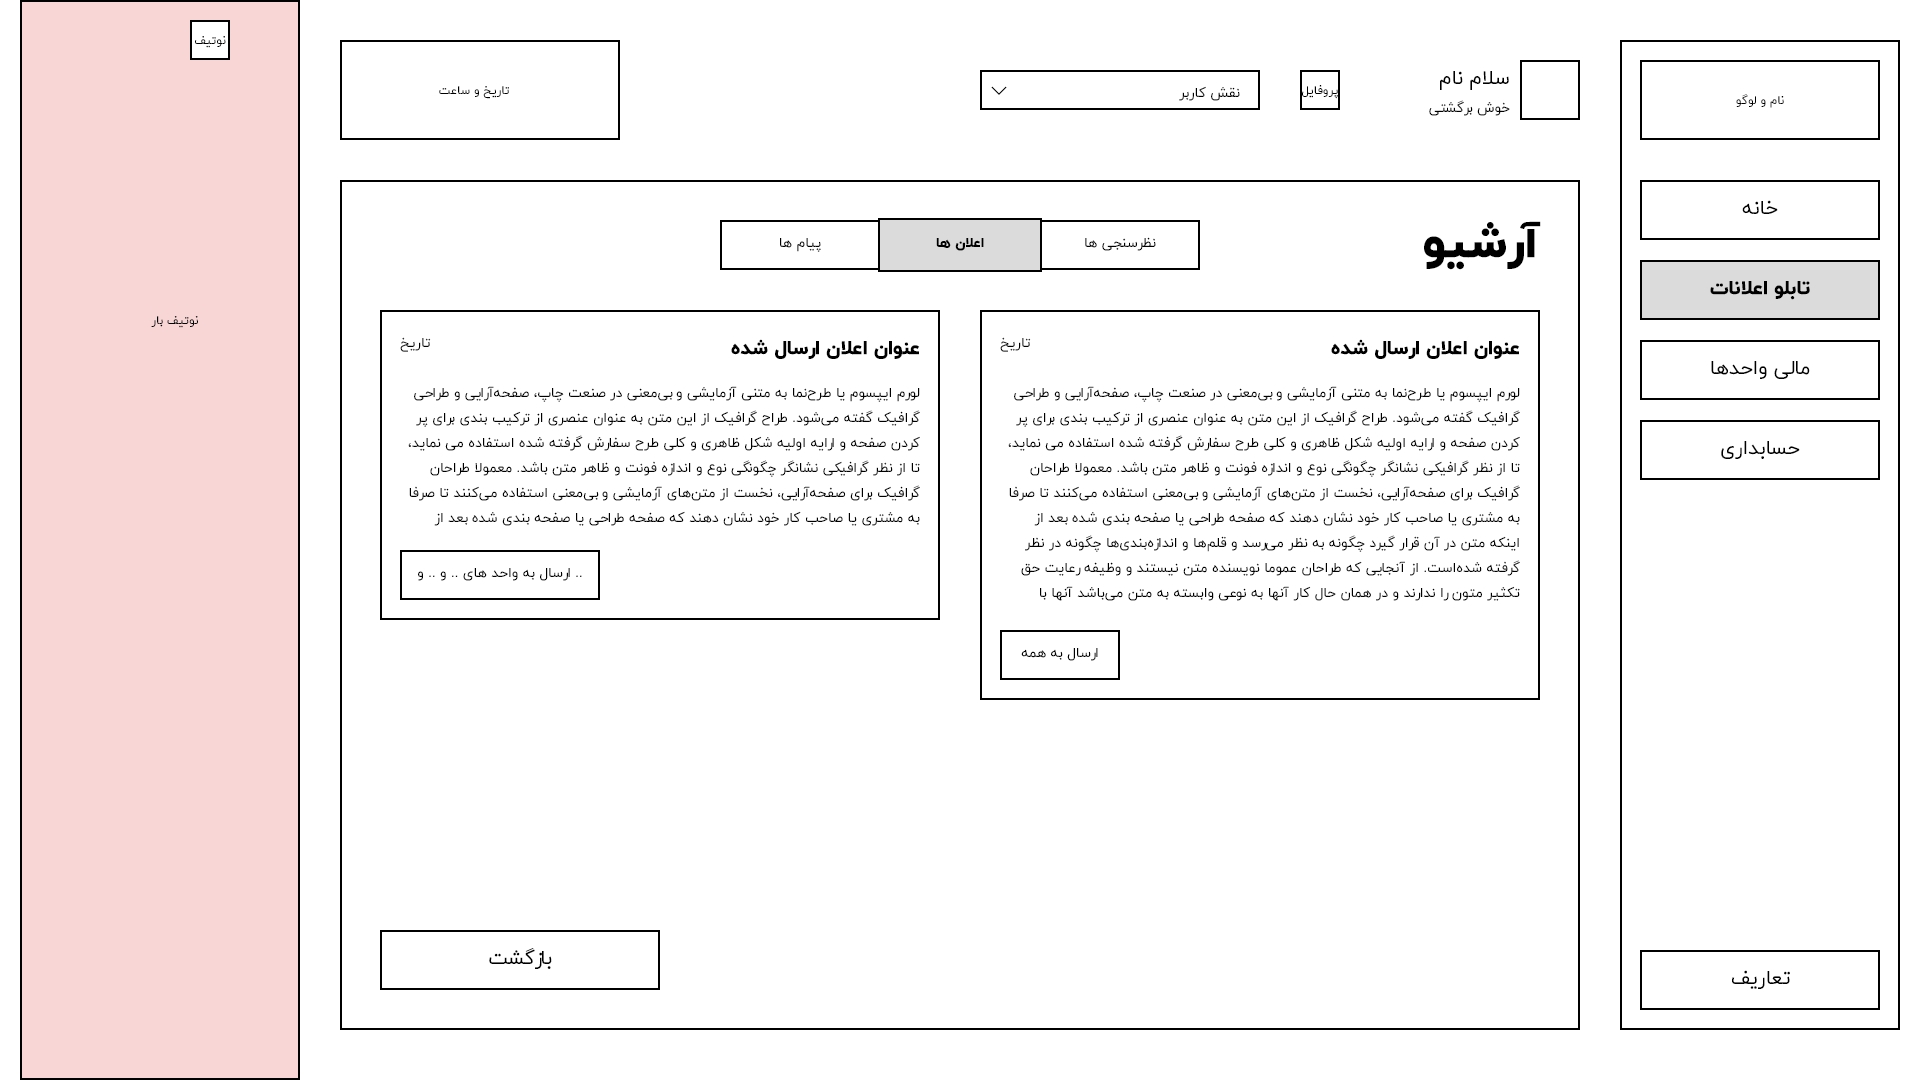 نام و لوگو
خانه
تابلو اعلانات
مالی واحدها
حسابداری
تعاریف
سلام نام
خوش برگشتی
پروفایل
نقش کاربر
تاریخ و ساعت
نوتیف
نوتیف بار
آرشیو
نظرسنجی ها
اعلان ها
پیام ها
عنوان اعلان ارسال شده
تاریخ
لورم ایپسوم یا طرح‌نما به متنی آزمایشی و بی‌معنی در صنعت چاپ، صفحه‌آرایی و طراحی
گرافیک گفته می‌شود. طراح گرافیک از این متن به عنوان عنصری از ترکیب بندی برای پر
کردن صفحه و ارایه اولیه شکل ظاهری و کلی طرح سفارش گرفته شده استفاده می نماید،
تا از نظر گرافیکی نشانگر چگونگی نوع و اندازه فونت و ظاهر متن باشد. معمولا طراحان
گرافیک برای صفحه‌آرایی، نخست از متن‌های آزمایشی و بی‌معنی استفاده می‌کنند تا صرفا
به مشتری یا صاحب کار خود نشان دهند که صفحه طراحی یا صفحه بندی شده بعد از
اینکه متن در آن قرار گیرد چگونه به نظر می‌رسد و قلم‌ها و اندازه‌بندی‌ها چگونه در نظر
گرفته شده‌است. از آنجایی که طراحان عموما نویسنده متن نیستند و وظیفه رعایت حق
تکثیر متون را ندارند و در همان حال کار آنها به نوعی وابسته به متن می‌باشد آنها با
ارسال به همه
عنوان اعلان ارسال شده
تاریخ
لورم ایپسوم یا طرح‌نما به متنی آزمایشی و بی‌معنی در صنعت چاپ، صفحه‌آرایی و طراحی
گرافیک گفته می‌شود. طراح گرافیک از این متن به عنوان عنصری از ترکیب بندی برای پر
کردن صفحه و ارایه اولیه شکل ظاهری و کلی طرح سفارش گرفته شده استفاده می نماید،
تا از نظر گرافیکی نشانگر چگونگی نوع و اندازه فونت و ظاهر متن باشد. معمولا طراحان
گرافیک برای صفحه‌آرایی، نخست از متن‌های آزمایشی و بی‌معنی استفاده می‌کنند تا صرفا
به مشتری یا صاحب کار خود نشان دهند که صفحه طراحی یا صفحه بندی شده بعد از
.. ارسال به واحد های .. و .. و
بازگشت